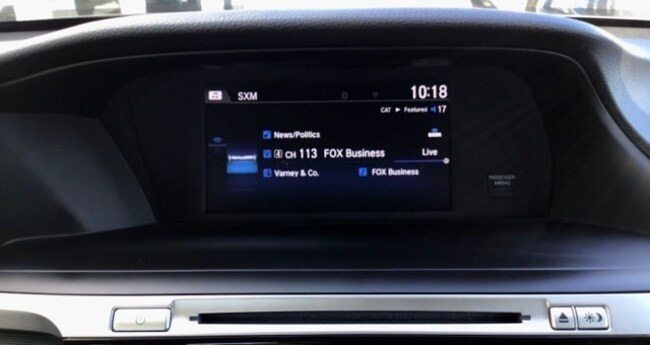 SXM 10:18
CAT ► Featured 17
News/Politics
CH 113 FOX Business Live
SiriusXM
Varney & Co. FOX Business
PASSENGER
AIRBAG